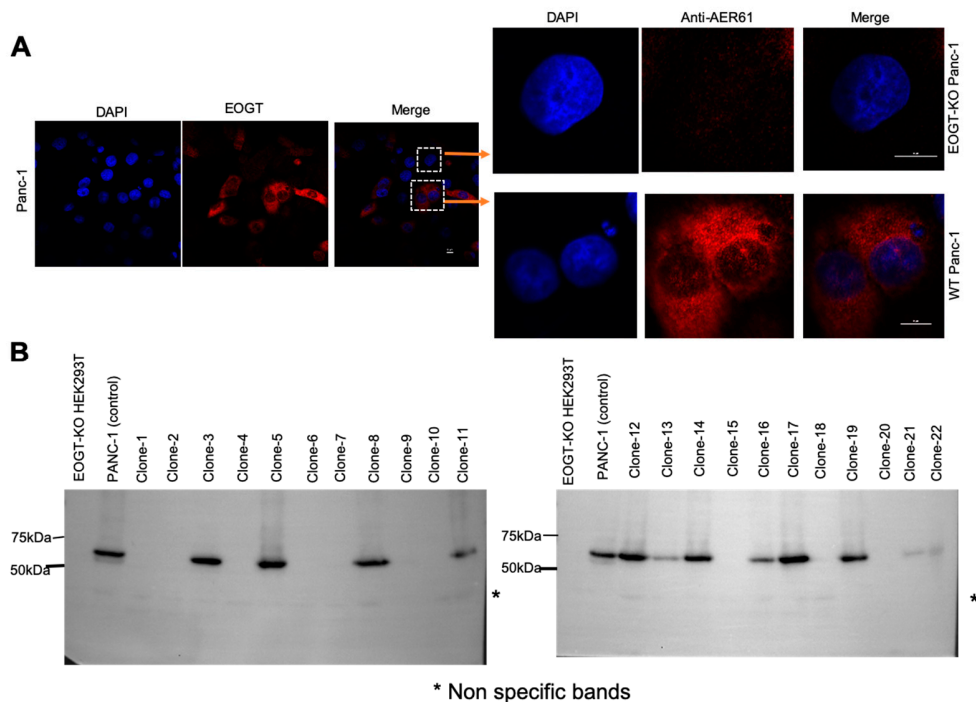 A
DAPI
EOGT
Merge
Panc-1
DAPI
Anti-AER61
Merge
EOGT-KO Panc-1
WT Panc-1
B
EOGT-KO HEK293T
PANC-1 (control)
Clone-1
Clone-2
Clone-3
Clone-4
Clone-5
Clone-6
Clone-7
Clone-8
Clone-9
Clone-10
Clone-11
75kDa
50kDa
*
EOGT-KO HEK293T
PANC-1 (control)
Clone-12
Clone-13
Clone-14
Clone-15
Clone-16
Clone-17
Clone-18
Clone-19
Clone-20
Clone-21
Clone-22
75kDa
50kDa
*
* Non specific bands